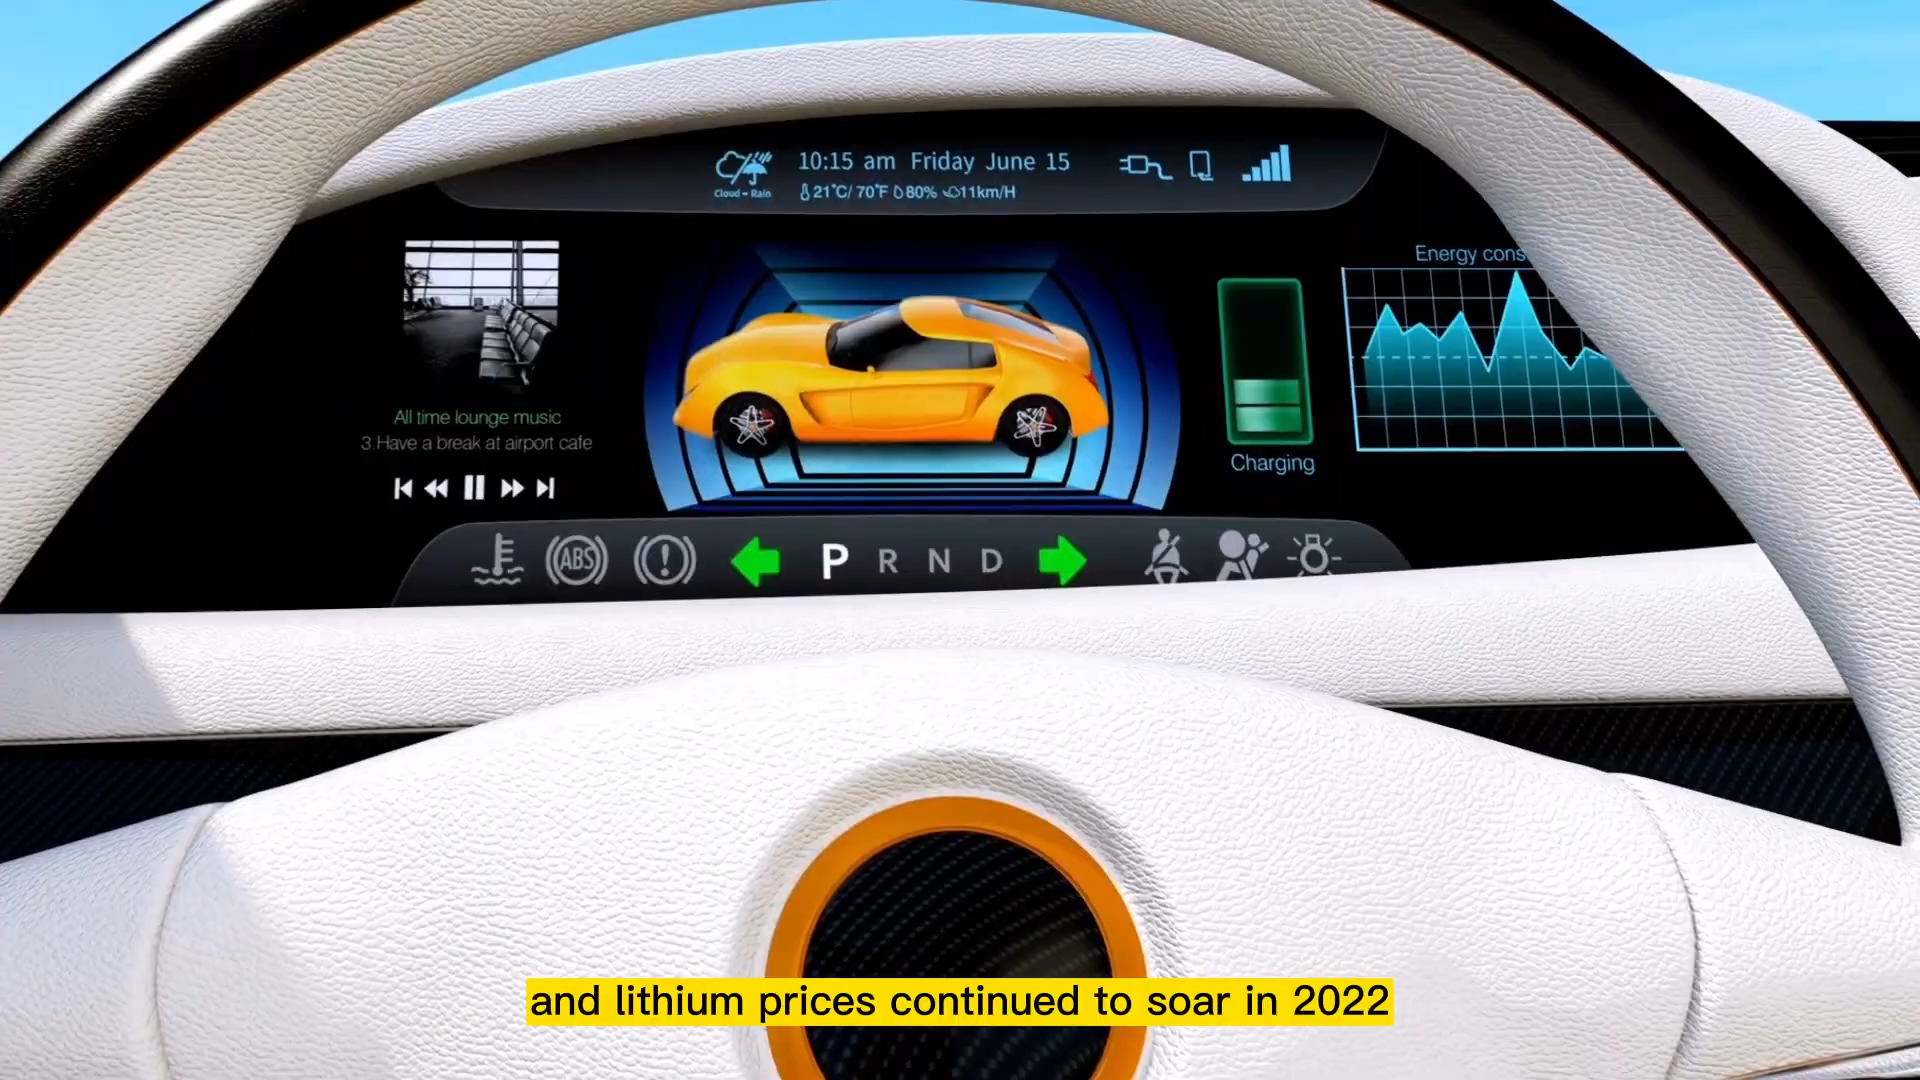 10:15 am Friday June 15
21°C/ 70°F 80% 11km/H
Cloud - Rain
Energy cons
All time lounge music
3.Have a break at airport cafe
Charging
ABS
P R N D
and lithium prices continued to soar in 2022